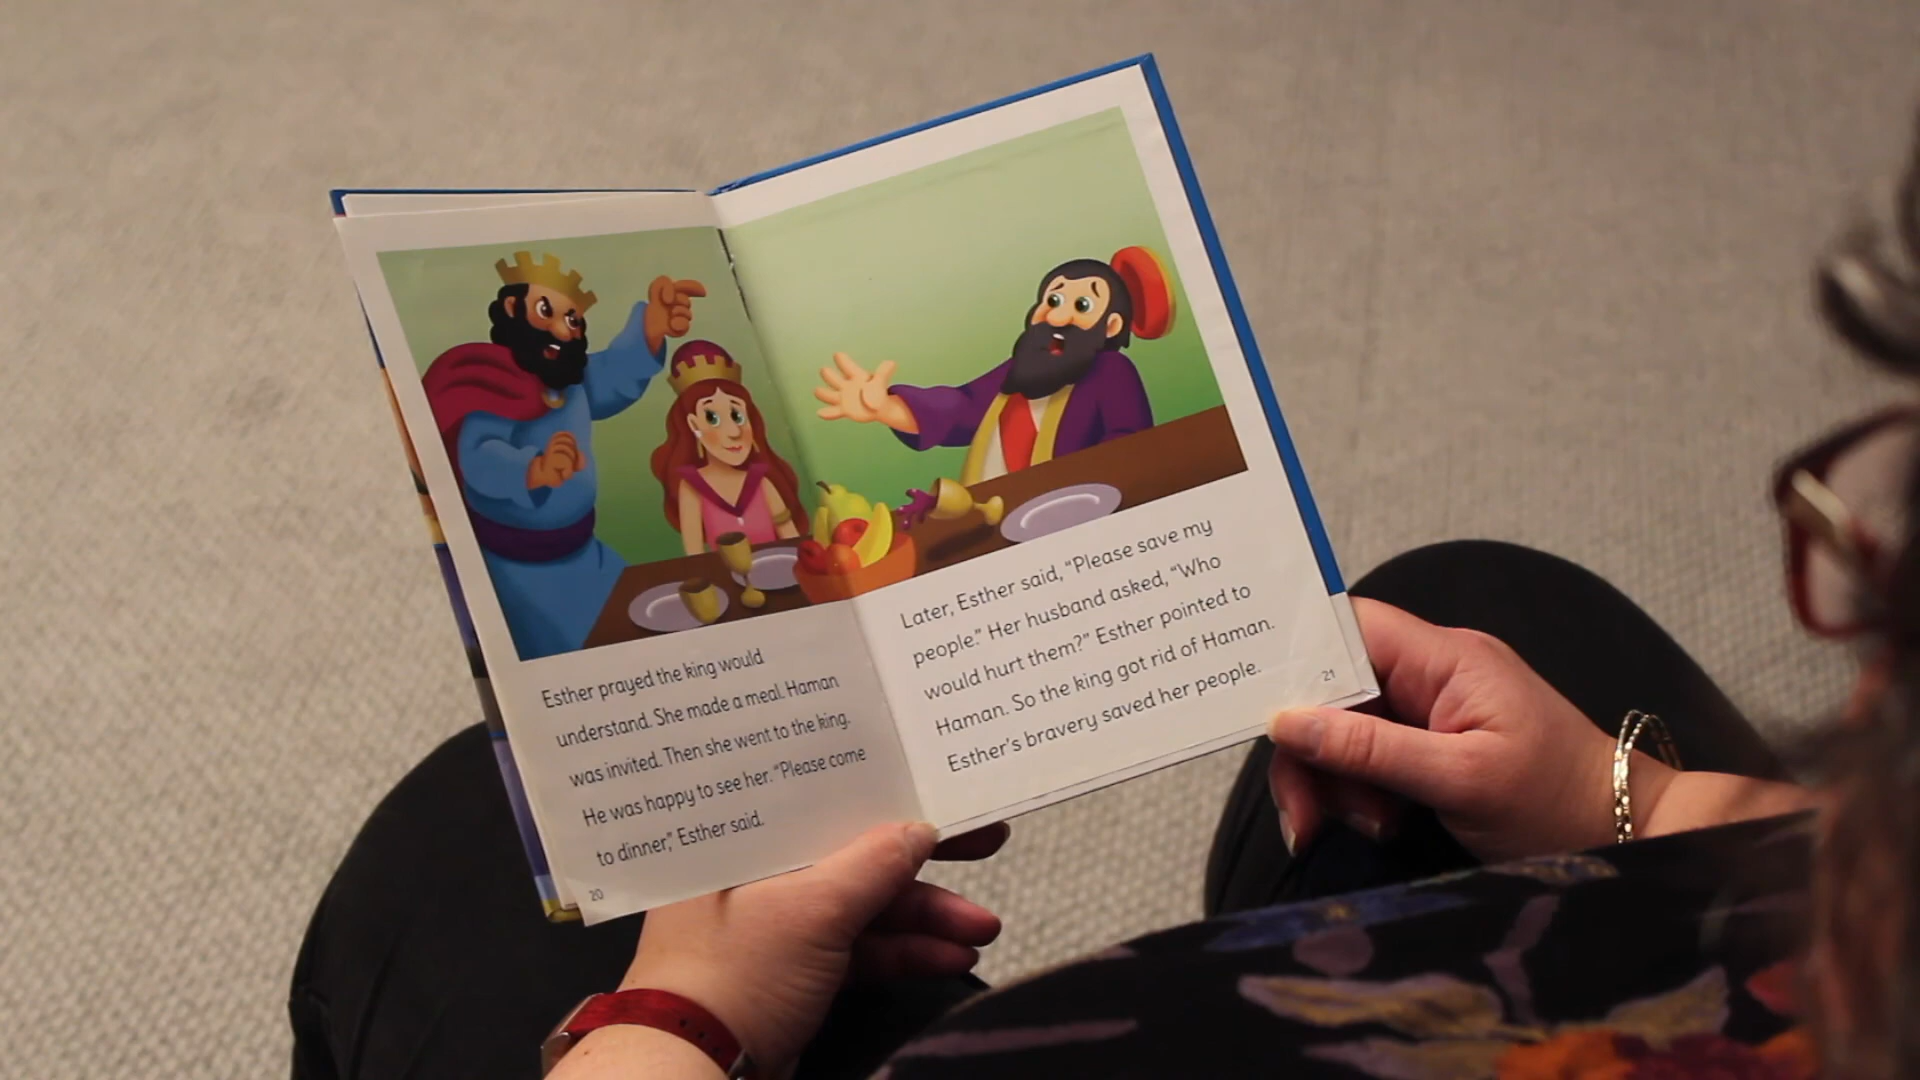 Esther prayed the king would
understand. She made a meal. Haman
was invited. Then she went to the king.
He was happy to see her. “Please come
to dinner,” Esther said.
20
Later, Esther said, “Please save my
people.” Her husband asked, “Who
would hurt them?” Esther pointed to
Haman. So the king got rid of Haman.
Esther's bravery saved her people.
21